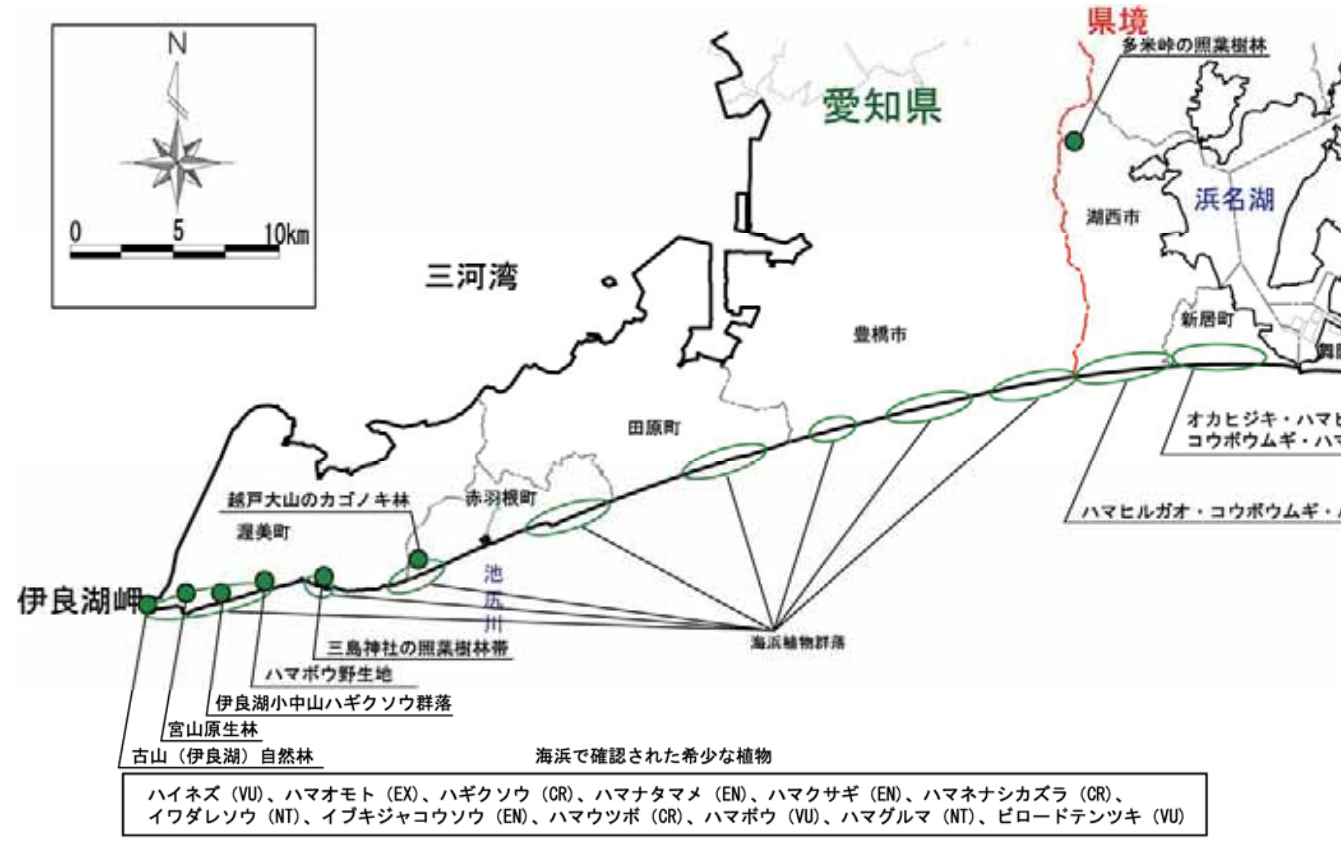 県境
多米峠の照葉樹林
N
愛知県
0 5 10km
浜名湖
湖西市
三河湾
新居町
豊橋市
オカヒジキ・ハマヒ
コウボウムギ・ハマ
田原町
越戸大山のカゴノキ林
赤羽根町
ハマヒルガオ・コウボウムギ・ハ
渥美町
伊良湖岬
池尻川
海浜植物群落
三島神社の照葉樹林帯
ハマボウ野生地
伊良湖小中山ハギクソウ群落
宮山原生林
古山（伊良湖）自然林
海浜で確認された希少な植物
ハイネズ（VU）、ハマオモト（EX）、ハギクソウ（CR）、ハマナタマメ（EN）、ハマクサギ（EN）、ハマネナシカズラ（CR）、
イワダレソウ（NT）、イブキジャコウソウ（EN）、ハマウツボ（CR）、ハマボウ（VU）、ハマグルマ（NT）、ビロードテンツキ（VU）